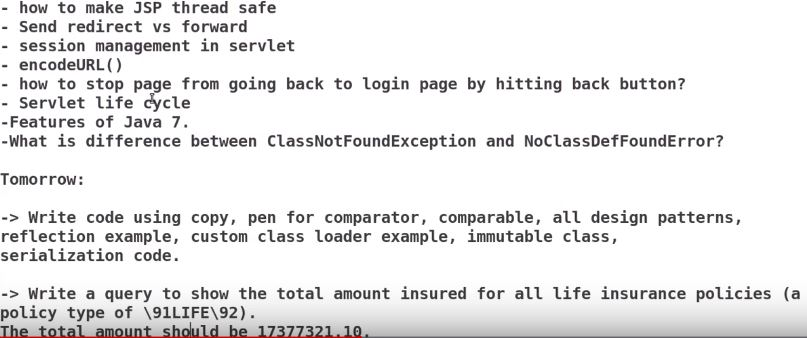 - how to make JSP thread safe
- Send redirect vs forward
- session management in servlet
- encodeURL()
- how to stop page from going back to login page by hitting back button?
- Servlet life cycle
-Features of Java 7.
-What is difference between ClassNotFoundException and NoClassDefFoundError?
Tomorrow:
-> Write code using copy, pen for comparator, comparable, all design patterns,
reflection example, custom class loader example, immutable class,
serialization code.
-> Write a query to show the total amount insured for all life insurance policies (a
policy type of \91LIFE\92).
The total amount should be 17377321.10.